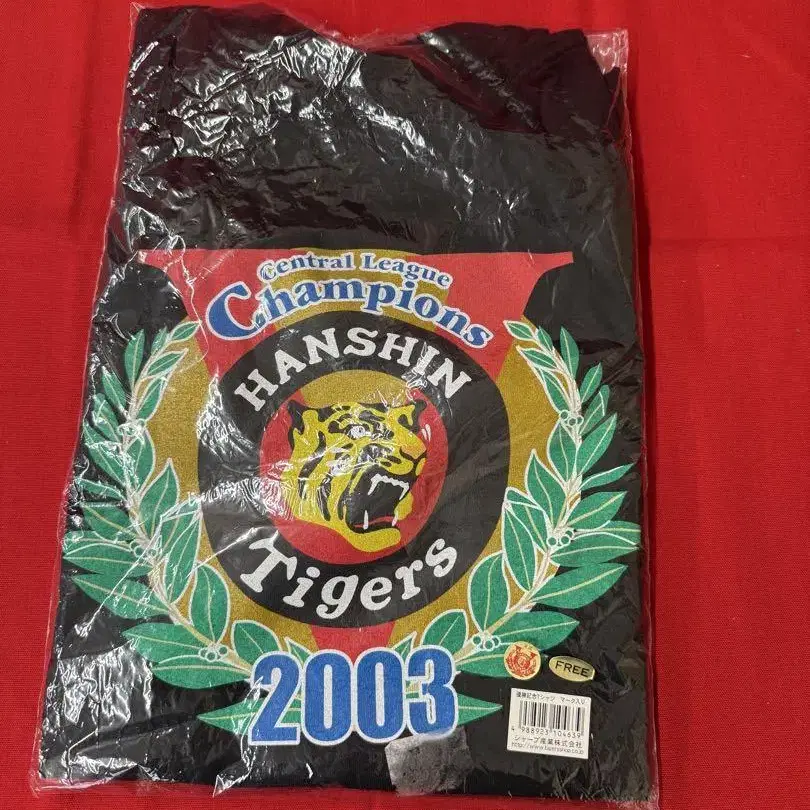 Central League
Champions
HANSHIN
Tigers
2003
FREE
優勝記念Tシャツ マーク入り
4 988923 104639
シャープ産業株式会社